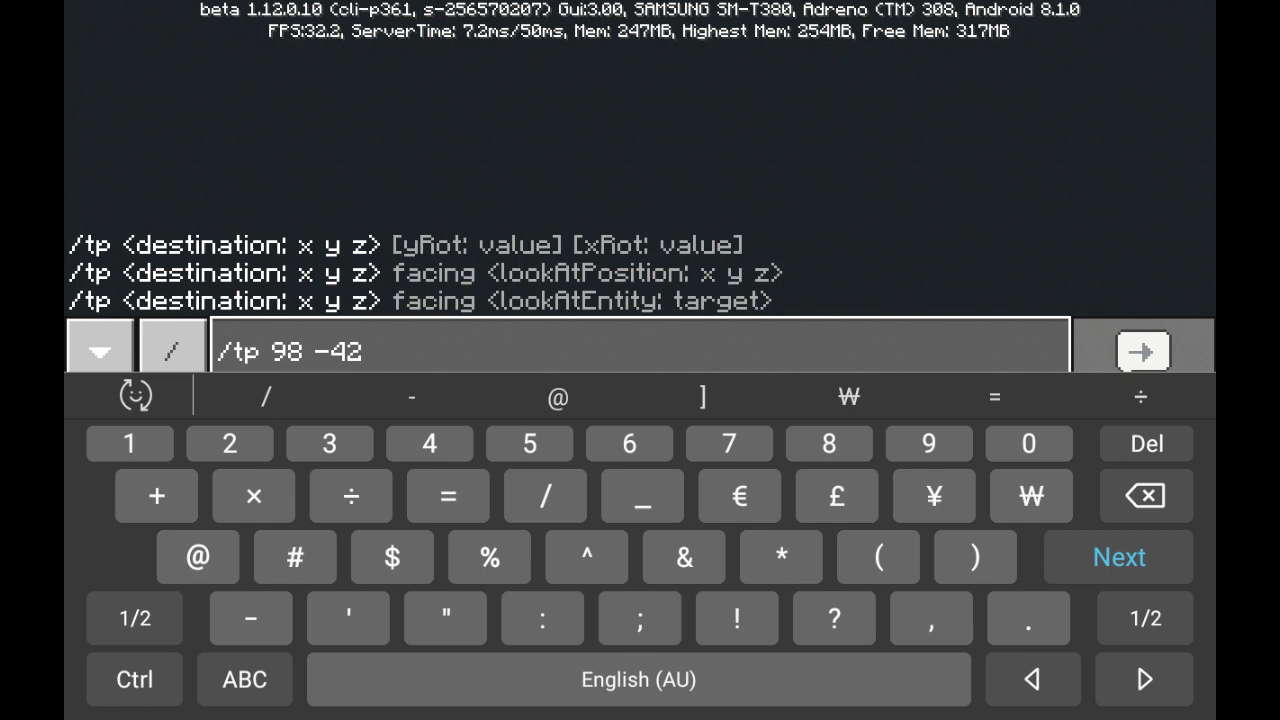 beta 1.12.0.10 (cli-p361, s-256570207) Gui:3.00, SAMSUNG SM-T380, Adreno (TM) 308, Android 8.1.0
FPS:32.2, ServerTime: 7.2ms/50ms, Mem: 247MB, Highest Mem: 254MB, Free Mem: 317MB
/tp <destination: x y z> [yRot: value] [xRot: value]
/tp <destination: x y z> facing <lookAtPosition: x y z>
/tp <destination: x y z> facing <lookAtEntity: target>
/ /tp 98 -42
/ - @ ] ₩ = ÷
1 2 3 4 5 6 7 8 9 0 Del
+ × ÷ = / _ € £ ¥ ₩
@ # $ % ^ & * ( ) Next
1/2 - ' " : ; ! ? , . 1/2
Ctrl ABC English (AU)